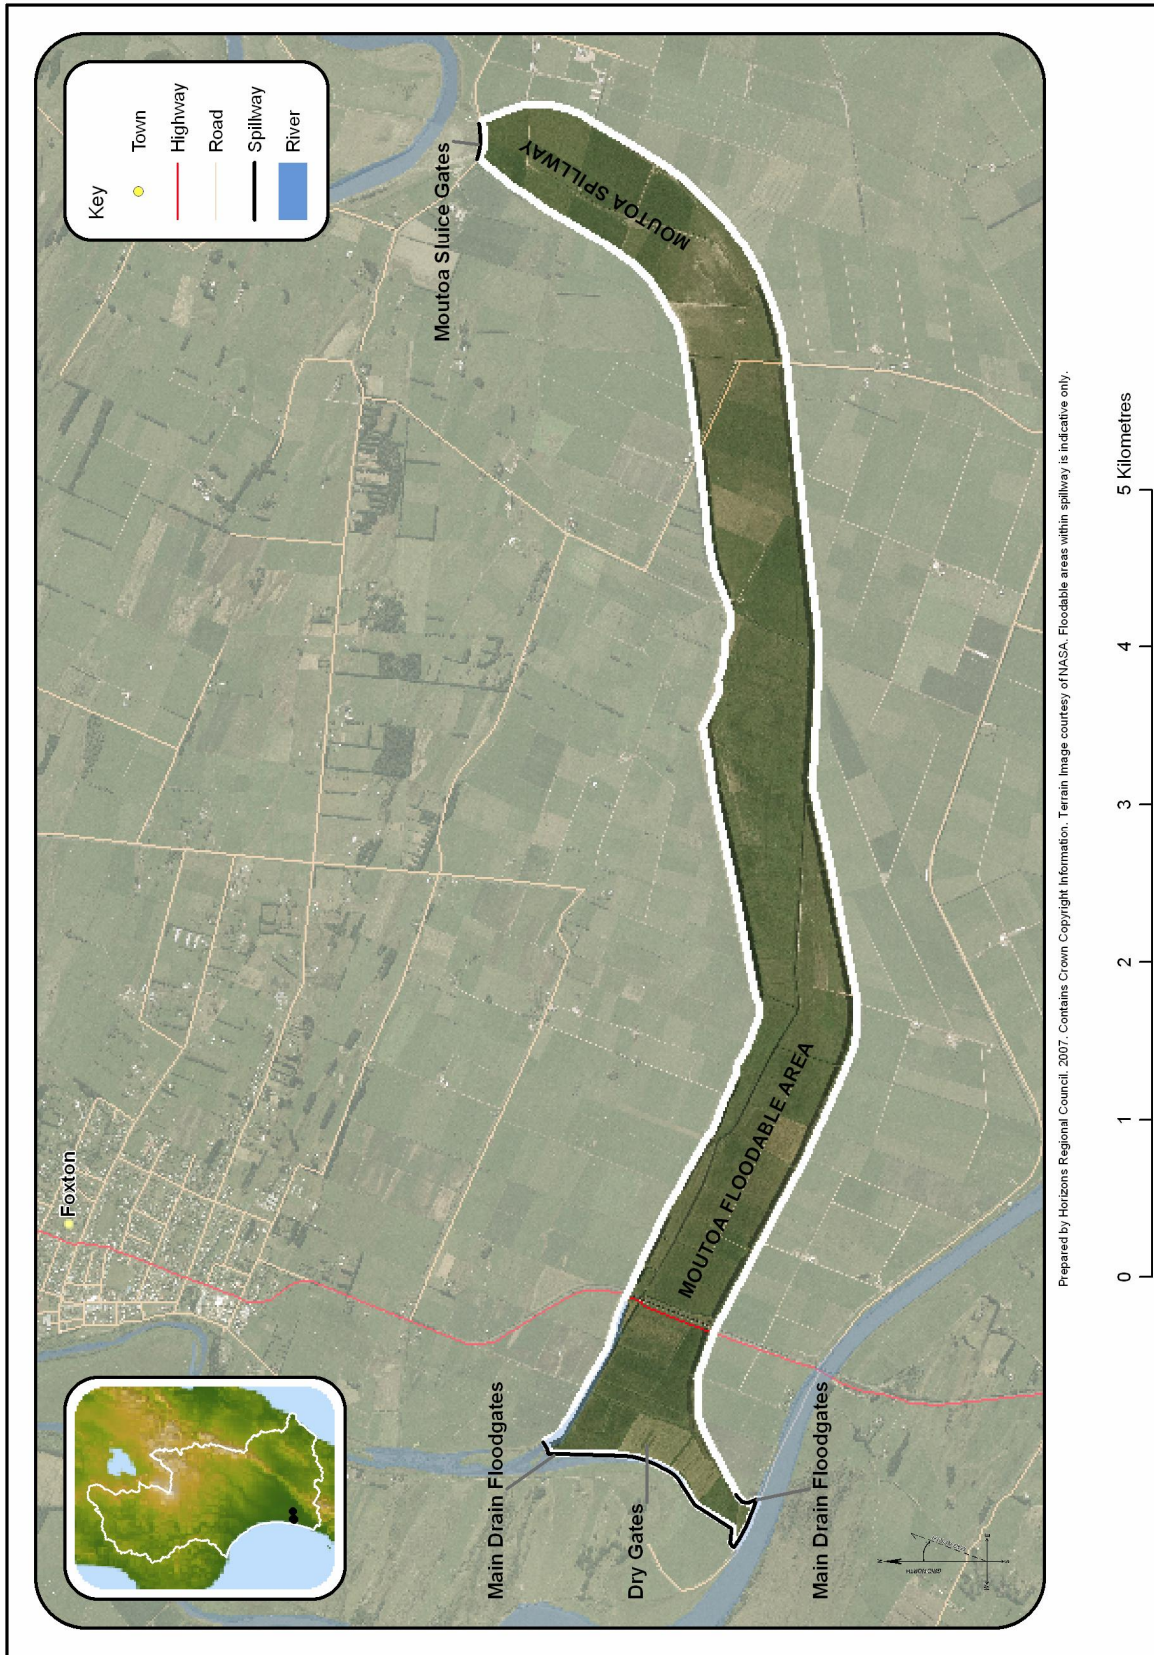 Key
Town
Highway
Road
Spillway
River
Foxton
Moutoa Sluice Gates
MOUTOA SPILLWAY
MOUTOA FLOODABLE AREA
Main Drain Floodgates
Dry Gates
Main Drain Floodgates
GRID NORTH
N
W
E
S
0 1 2 3 4 5 Kilometres
Prepared by Horizons Regional Council. 2007. Contains Crown Copyright Information. Terrain Image courtesy of NASA. Floodable areas within spillway is indicative only.